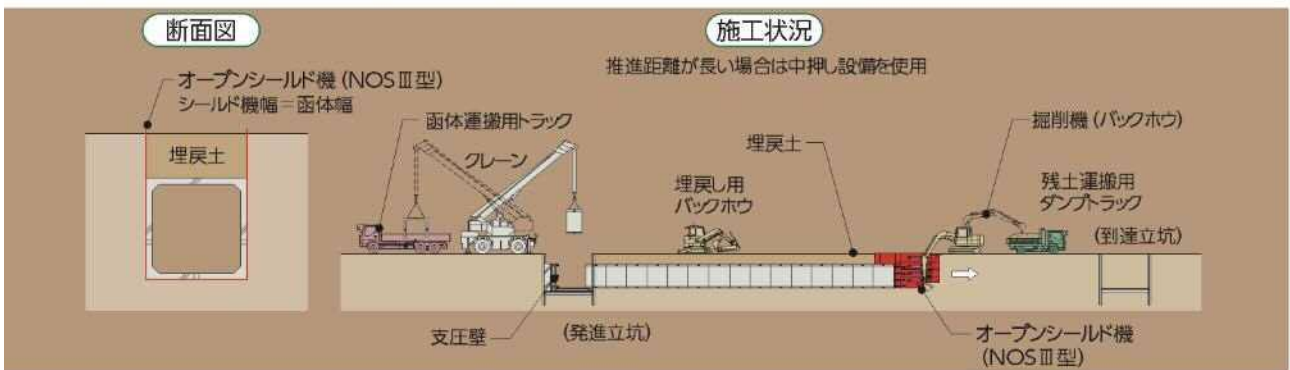 断面図
オープンシールド機(NOSⅢ型)
シールド機幅=函体幅
埋戻土
施工状況
推進距離が長い場合は中押し設備を使用
函体運搬用トラック
クレーン
埋戻し用
バックホウ
埋戻土
掘削機(バックホウ)
残土運搬用
ダンプトラック
(到達立坑)
支圧壁
(発進立坑)
オープンシールド機
(NOSⅢ型)